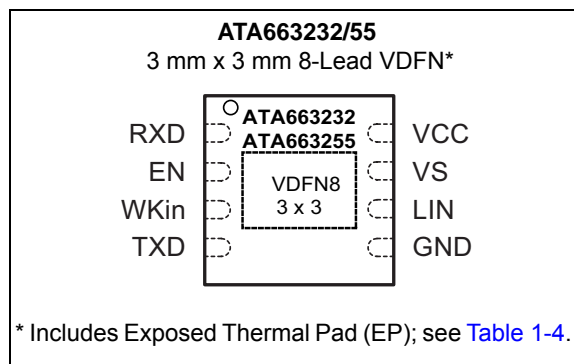 ATA663232/55
3 mm x 3 mm 8-Lead VDFN*
ATA663232
ATA663255
RXD
VCC
EN
VS
VDFN8
3 x 3
WKin
LIN
TXD
GND
* Includes Exposed Thermal Pad (EP); see Table 1-4.